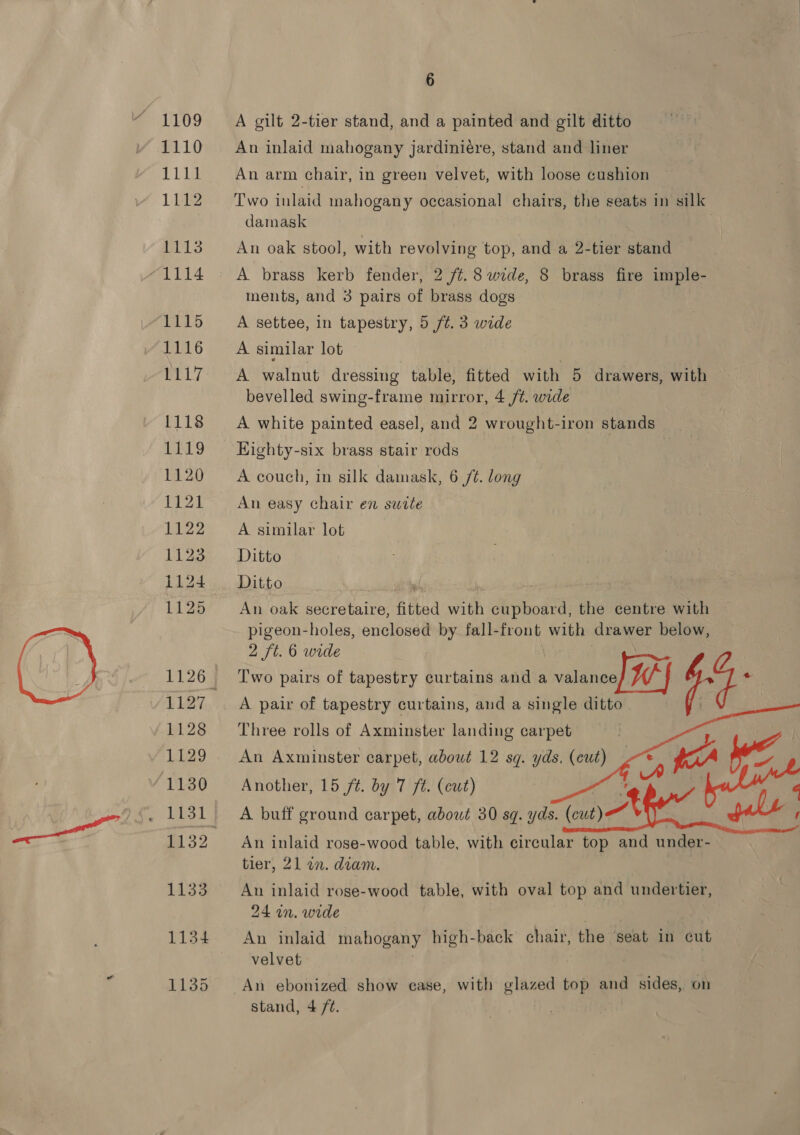 6
1109 A gilt 2-tier stand, and a painted and gilt ditto
1110 An inlaid mahogany jardiniére, stand and liner
1111 An arm chair, in green velvet, with loose cushion
1112 Two inlaid mahogany occasional chairs, the seats in silk
damask
1113 An oak stool, with revolving top, and a 2-tier stand
1114 A brass kerb fender, 2 ft. 8 wide, 8 brass fire imple-
ments, and 3 pairs of brass dogs
1115 A settee, in tapestry, 5 ft. 3 wide
1116 A similar lot
1117 A walnut dressing table, fitted with 5 drawers, with
bevelled swing-frame mirror, 4 ft. wide
1118 A white painted easel, and 2 wrought-iron stands
1119 Eighty-six brass stair rods
1120 A couch, in silk damask, 6 ft. long
1121 An easy chair en suite
1122 A similar lot
1123 Ditto
1124 Ditto
1125 An oak secretaire, fitted with cupboard, the centre with
pigeon-holes, enclosed by fall-front with drawer below,
2 ft. 6 wide
1126 Two pairs of tapestry curtains and a valance
1127 A pair of tapestry curtains, and a single ditto
1128 Three rolls of Axminster landing carpet
1129 An Axminster carpet, about 12 sq. yds. (cut)
1130 Another, 15 ft. by 7 ft. (cut)
1131 A buff ground carpet, about 30 sq. yds. (cut)
1132 An inlaid rose-wood table, with circular top and under-
tier, 21 in. diam.
1133 An inlaid rose-wood table, with oval top and undertier,
24 in. wide
1134 An inlaid mahogany high-back chair, the seat in cut
velvet
1135 An ebonized show case, with glazed top and sides, on
stand, 4 ft.